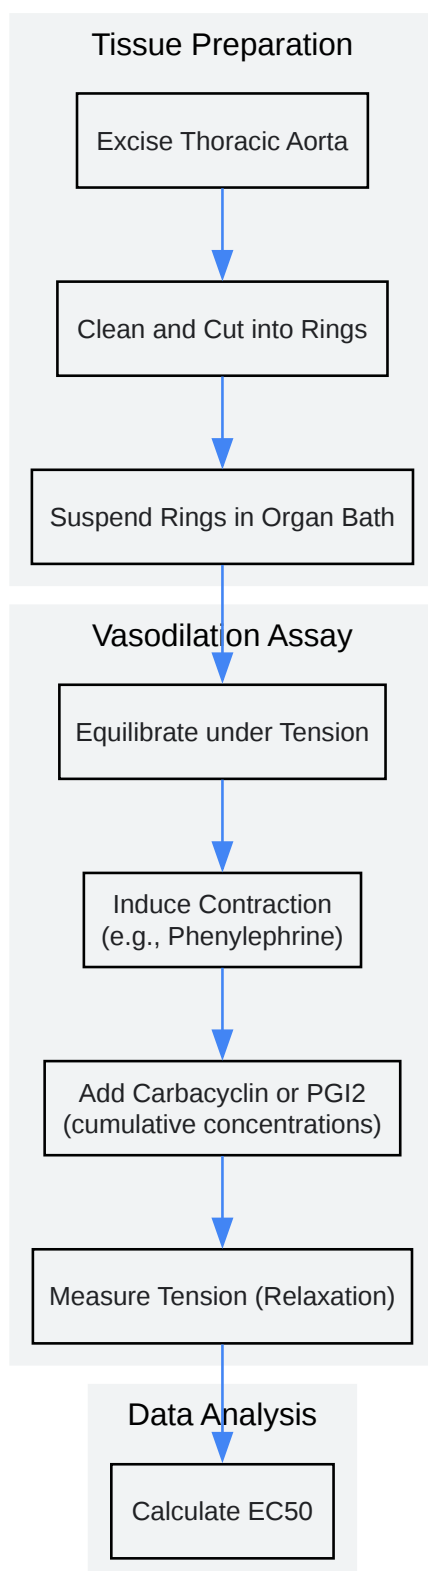 Tissue Preparation
Excise Thoracic Aorta
Clean and Cut into Rings
Suspend Rings in Organ Bath
Vasodilation Assay
Equilibrate under Tension
Induce Contraction
(e.g., Phenylephrine)
Add Carbacyclin or PGI2
(cumulative concentrations)
Measure Tension (Relaxation)
Data Analysis
Calculate EC50